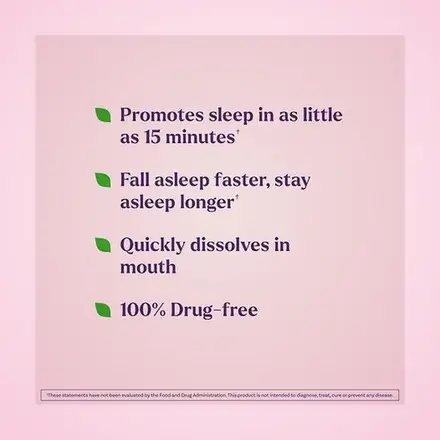 Promotes sleep in as little
as 15 minutes†
Fall asleep faster, stay
asleep longer†
Quickly dissolves in
mouth
100% Drug-free
†These statements have not been evaluated by the Food and Drug Administration. This product is not intended to diagnose, treat, cure or prevent any disease.